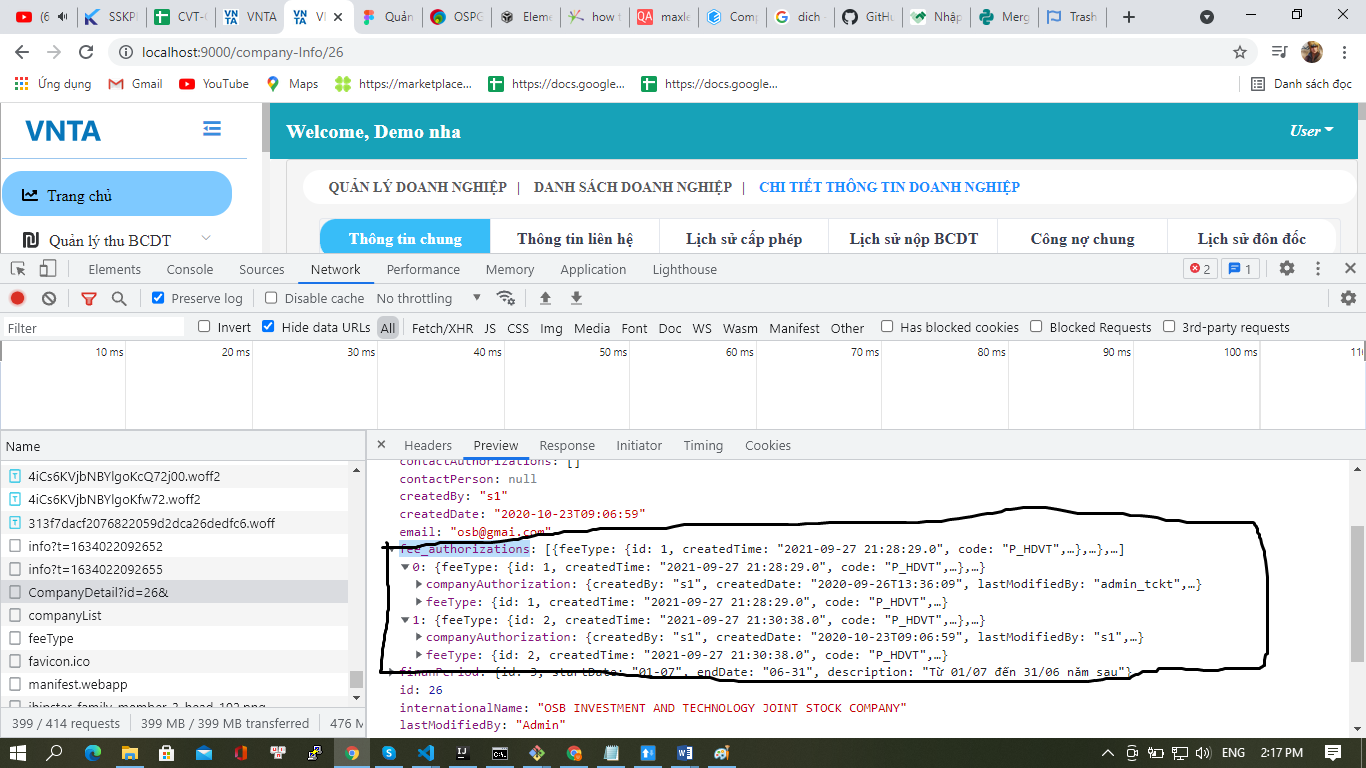 (6
SSKPI
CVT-C
VNTA
VI
Quản
OSPG
Eleme
how t
QA maxle
Comp
dich -
GitHu
Nhập
Merg
Trash
localhost:9000/company-Info/26
Ứng dụng
Gmail
YouTube
Maps
https://marketplace...
https://docs.google...
https://docs.google...
Danh sách đọc
VNTA
Welcome, Demo nha
User
Trang chủ
QUẢN LÝ DOANH NGHIỆP | DANH SÁCH DOANH NGHIỆP | CHI TIẾT THÔNG TIN DOANH NGHIỆP
Quản lý thu BCDT
Thông tin chung
Thông tin liên hệ
Lịch sử cấp phép
Lịch sử nộp BCDT
Công nợ chung
Lịch sử đôn đốc
Elements
Console
Sources
Network
Performance
Memory
Application
Lighthouse
2
1
Preserve log
Disable cache
No throttling
Filter
Invert
Hide data URLs
All
Fetch/XHR
JS
CSS
Img
Media
Font
Doc
WS
Wasm
Manifest
Other
Has blocked cookies
Blocked Requests
3rd-party requests
10 ms
20 ms
30 ms
40 ms
50 ms
60 ms
70 ms
80 ms
90 ms
100 ms
Name
4iCs6KVjbNBYlgoKcQ72j00.woff2
4iCs6KVjbNBYlgoKfw72.woff2
313f7dacf2076822059d2dca26dedfc6.woff
info?t=1634022092652
info?t=1634022092655
CompanyDetail?id=26&
companyList
feeType
favicon.ico
manifest.webapp
jhipster_family_member_3_head-192.png
399 / 414 requests
399 MB / 399 MB transferred
476 M
Headers
Preview
Response
Initiator
Timing
Cookies
contactAuthorizations: []
contactPerson: null
createdBy: "s1"
createdDate: "2020-10-23T09:06:59"
email: "osb@gmai.com"
fee_authorizations: [{feeType: {id: 1, createdTime: "2021-09-27 21:28:29.0", code: "P_HDVT",…},…},…]
0: {feeType: {id: 1, createdTime: "2021-09-27 21:28:29.0", code: "P_HDVT",…},…}
companyAuthorization: {createdBy: "s1", createdDate: "2020-09-26T13:36:09", lastModifiedBy: "admin_tckt",…}
feeType: {id: 1, createdTime: "2021-09-27 21:28:29.0", code: "P_HDVT",…}
1: {feeType: {id: 2, createdTime: "2021-09-27 21:30:38.0", code: "P_HDVT",…},…}
companyAuthorization: {createdBy: "s1", createdDate: "2020-10-23T09:06:59", lastModifiedBy: "s1",…}
feeType: {id: 2, createdTime: "2021-09-27 21:30:38.0", code: "P_HDVT",…}
finanPeriod: {id: 3, startDate: "01-07", endDate: "06-31", description: "Từ 01/07 đến 31/06 năm sau"}
id: 26
internationalName: "OSB INVESTMENT AND TECHNOLOGY JOINT STOCK COMPANY"
lastModifiedBy: "Admin"
ENG
2:17 PM